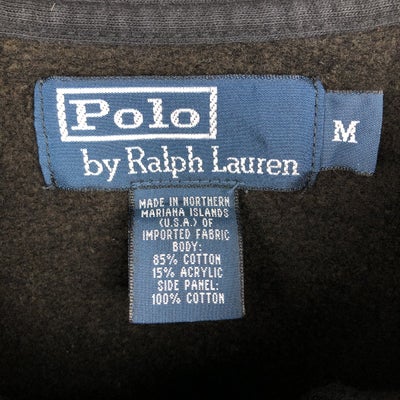 Polo
by Ralph Lauren
M
MADE IN NORTHERN
MARIANA ISLANDS
(U.S.A.) OF
IMPORTED FABRIC
BODY:
85% COTTON
15% ACRYLIC
SIDE PANEL:
100% COTTON